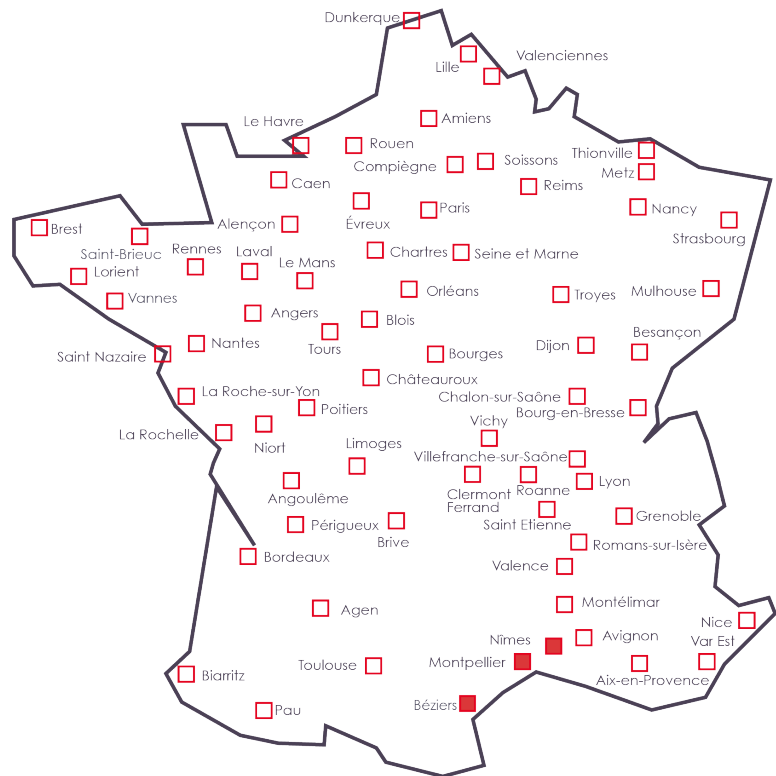 Dunkerque
Valenciennes
Lille
Le Havre
Amiens
Rouen
Compiègne
Soissons
Thionville
Metz
Caen
Reims
Alençon
Évreux
Paris
Nancy
Strasbourg
Brest
Saint-Brieuc
Rennes
Laval
Chartres
Seine et Marne
Le Mans
Lorient
Vannes
Orléans
Troyes
Mulhouse
Angers
Blois
Tours
Nantes
Saint Nazaire
Bourges
Dijon
Besançon
Châteauroux
La Roche-sur-Yon
Chalon-sur-Saône
Bourg-en-Bresse
Poitiers
La Rochelle
Niort
Vichy
Limoges
Villefranche-sur-Saône
Angoulême
Clermont
Ferrand
Roanne
Lyon
Périgueux
Brive
Saint Etienne
Grenoble
Romans-sur-Isère
Bordeaux
Valence
Agen
Montélimar
Nice
Nîmes
Avignon
Var Est
Toulouse
Montpellier
Biarritz
Aix-en-Provence
Pau
Béziers